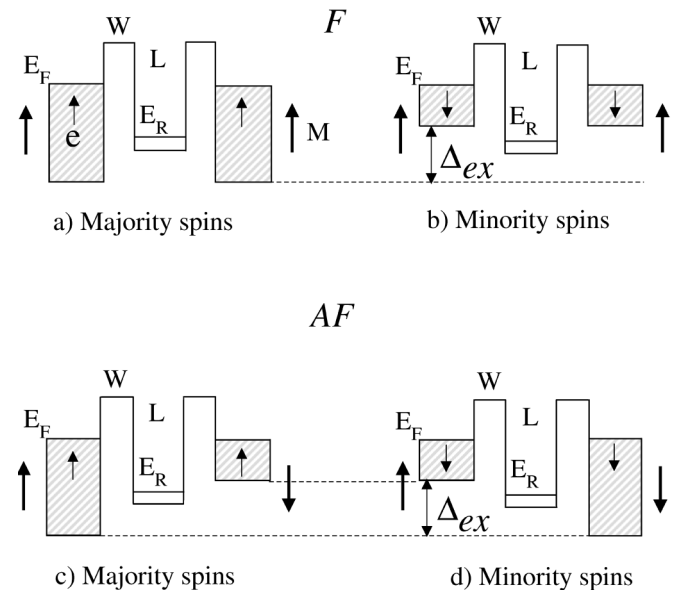 F
W
L
E_F
E_R
e
M
W
L
E_F
E_R
Δ_ex
a) Majority spins
b) Minority spins
AF
W
L
E_F
E_R
W
L
E_F
E_R
Δ_ex
c) Majority spins
d) Minority spins